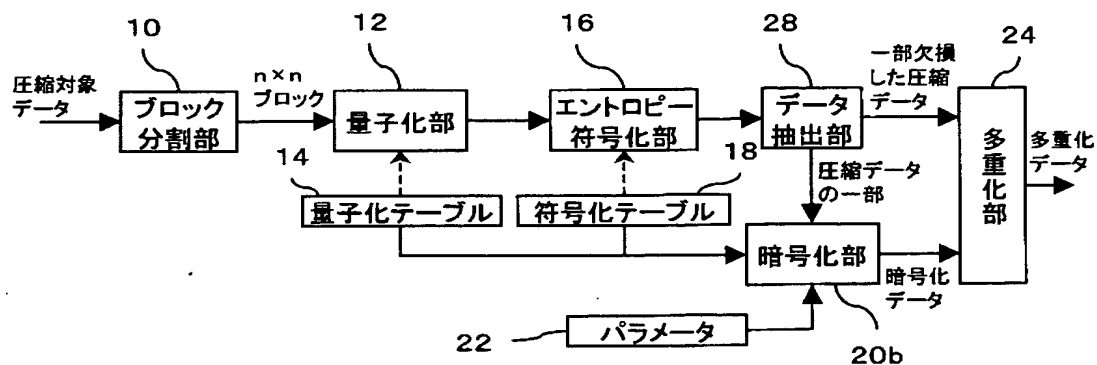 10
12
16
28
24
圧縮対象
データ
ブロック
分割部
n×n
ブロック
量子化部
エントロピー
符号化部
データ
抽出部
一部欠損
した圧縮
データ
多重化部
多重化
データ
14
量子化テーブル
18
符号化テーブル
圧縮データ
の一部
暗号化部
暗号化
データ
22
パラメータ
20b